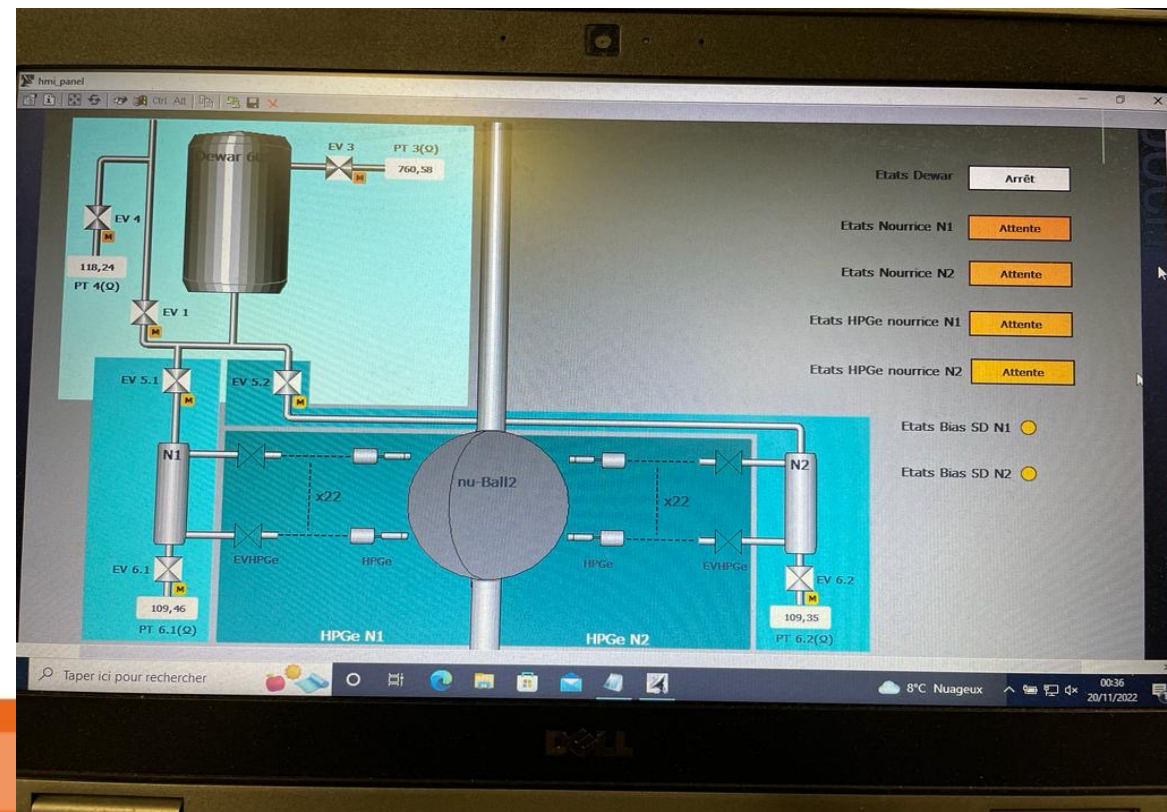 hmi_panel
Ctrl Alt
EV 3
PT 3(Ω)
760,58
EV 4
118,24
PT 4(Ω)
EV 1
M
M
M
EV 5.1
EV 5.2
M
M
N1
x22
EVHPGe
HPGe
EV 6.1
M
109,46
PT 6.1(Ω)
HPGe N1
nu-Ball2
x22
HPGe
EVHPGe
N2
EV 6.2
M
109,35
PT 6.2(Ω)
HPGe N2
Etats Dewar
Arrêt
Etats Nourrice N1
Attente
Etats Nourrice N2
Attente
Etats HPGe nourrice N1
Attente
Etats HPGe nourrice N2
Attente
Etats Bias SD N1
Etats Bias SD N2
Taper ici pour rechercher
8°C Nuageux
00:36
20/11/2022
DELL